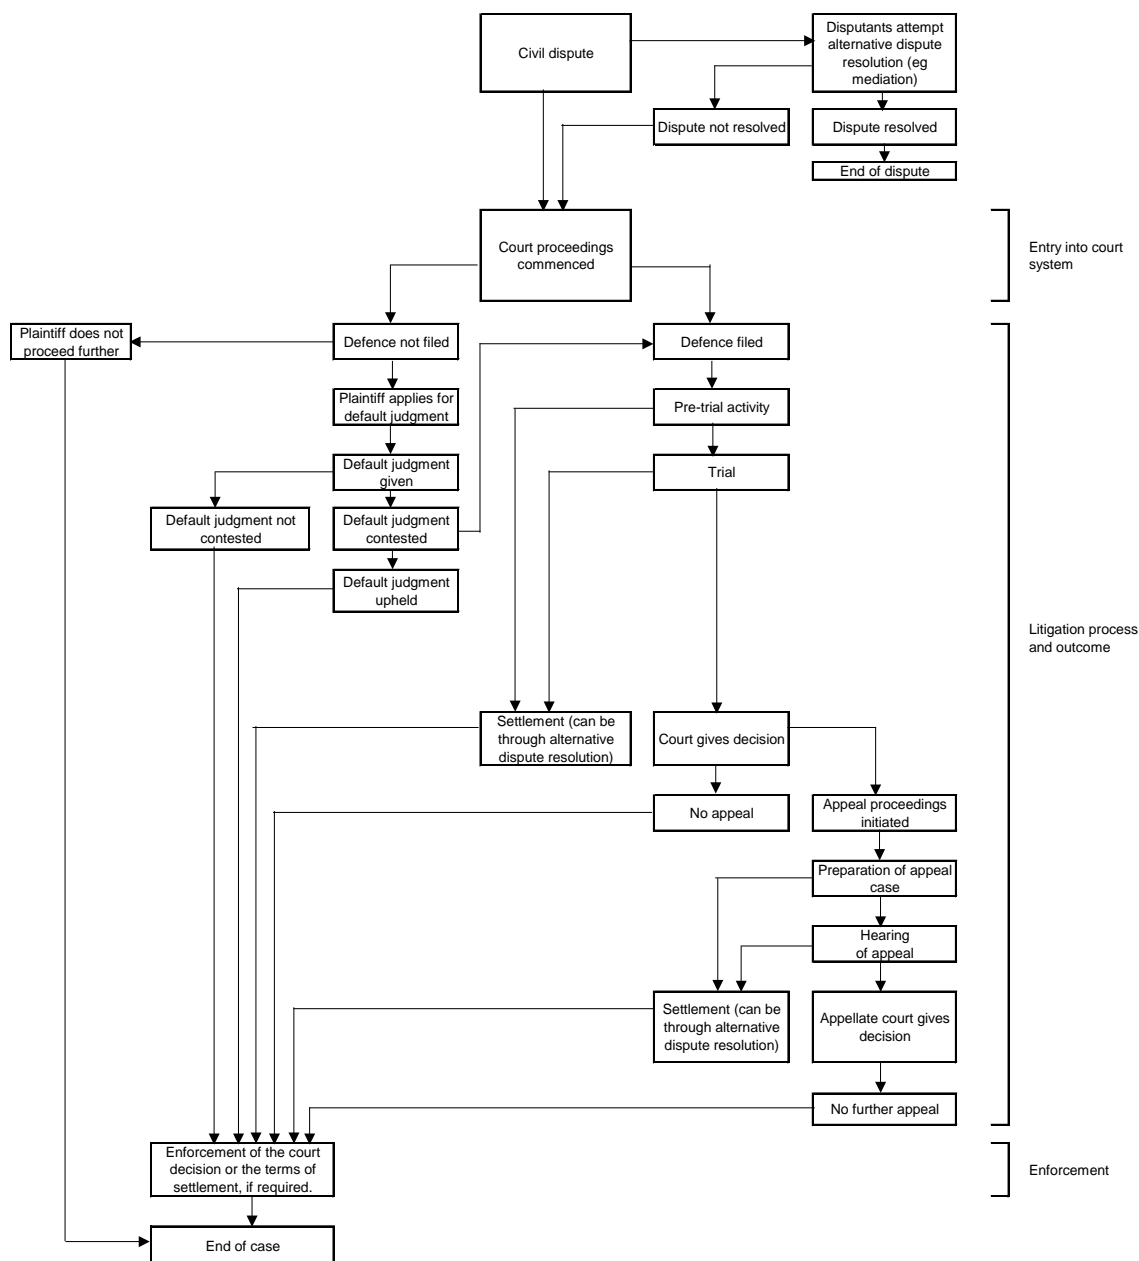 Civil dispute
Disputants attempt
alternative dispute
resolution (eg
mediation)
Dispute not resolved
Dispute resolved
End of dispute
Court proceedings
commenced
Entry into court
system
Plaintiff does not
proceed further
Defence not filed
Defence filed
Plaintiff applies for
default judgment
Pre-trial activity
Default judgment
given
Trial
Default judgment not
contested
Default judgment
contested
Default judgment
upheld
Litigation process
and outcome
Settlement (can be
through alternative
dispute resolution)
Court gives decision
No appeal
Appeal proceedings
initiated
Preparation of appeal
case
Hearing
of appeal
Settlement (can be
through alternative
dispute resolution)
Appellate court gives
decision
No further appeal
Enforcement of the court
decision or the terms of
settlement, if required.
Enforcement
End of case